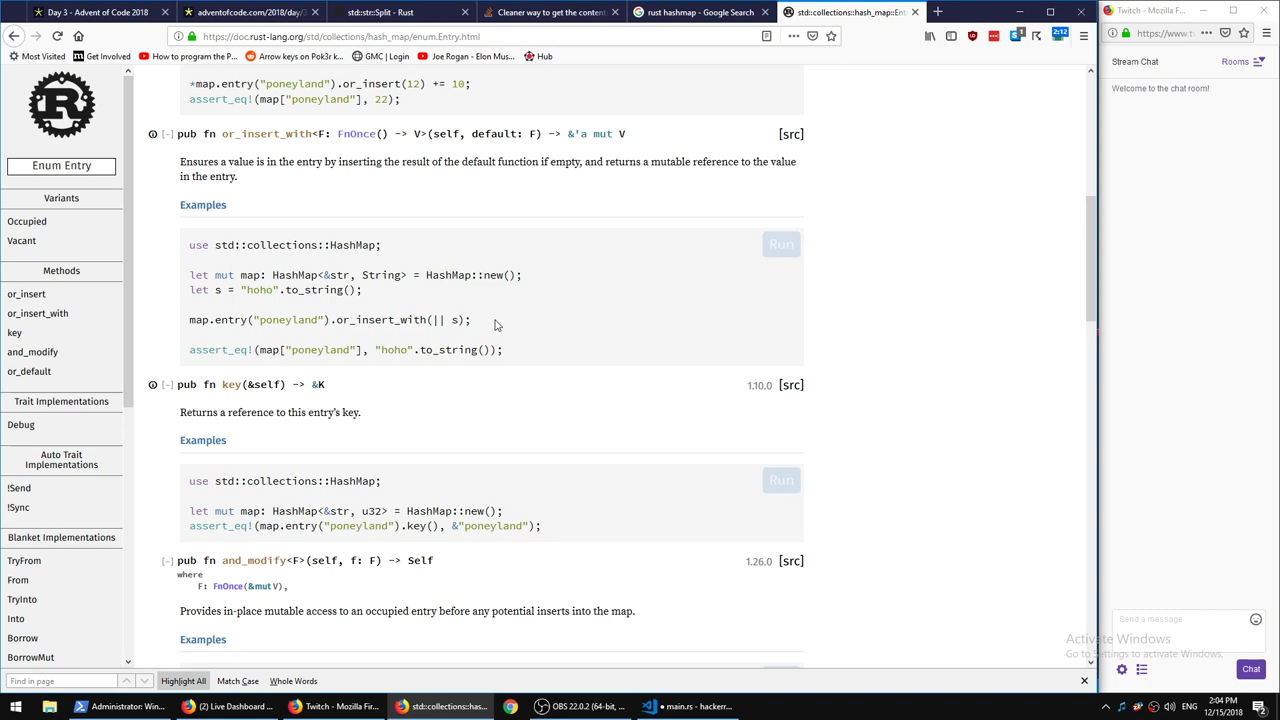 Day 3 - Advent of Code 2018
adventofcode.com/2018/day/3
std::str::Split - Rust
Cleaner way to get the content
rust hashmap - Google Search
std::collections::hash_map::Ent
Twitch - Mozilla Fi
https://doc.rust-lang.org/std/collections/hash_map/enum.Entry.html
2:12
https://www.tw
Most Visited
Get Involved
How to program the P...
Arrow keys on Pok3r k...
GMC | Login
Joe Rogan - Elon Mus...
Hub
Stream Chat
Rooms
Welcome to the chat room!
Enum Entry
Variants
Occupied
Vacant
Methods
or_insert
or_insert_with
key
and_modify
or_default
Trait Implementations
Debug
Auto Trait
Implementations
!Send
!Sync
Blanket Implementations
TryFrom
From
TryInto
Into
Borrow
BorrowMut
*map.entry("poneyland").or_insert(12) += 10;
assert_eq!(map["poneyland"], 22);
[-] pub fn or_insert_with<F: FnOnce() -> V>(self, default: F) -> &'a mut V [src]
Ensures a value is in the entry by inserting the result of the default function if empty, and returns a mutable reference to the value
in the entry.
Examples
Run
use std::collections::HashMap;
let mut map: HashMap<&str, String> = HashMap::new();
let s = "hoho".to_string();
map.entry("poneyland").or_insert_with(|| s);
assert_eq!(map["poneyland"], "hoho".to_string());
[-] pub fn key(&self) -> &K 1.10.0 [src]
Returns a reference to this entry's key.
Examples
Run
use std::collections::HashMap;
let mut map: HashMap<&str, u32> = HashMap::new();
assert_eq!(map.entry("poneyland").key(), &"poneyland");
[-] pub fn and_modify<F>(self, f: F) -> Self 1.26.0 [src]
where
F: FnOnce(&mut V),
Provides in-place mutable access to an occupied entry before any potential inserts into the map.
Examples
Send a message
Activate Windows
Go to Settings to activate Windows.
Chat
Find in page
Highlight All
Match Case
Whole Words
Administrator: Win...
(2) Live Dashboard ...
Twitch - Mozilla Fire...
std::collections::has...
OBS 22.0.2 (64-bit, ...
• main.rs - hackerr...
2:04 PM
12/15/2018
2